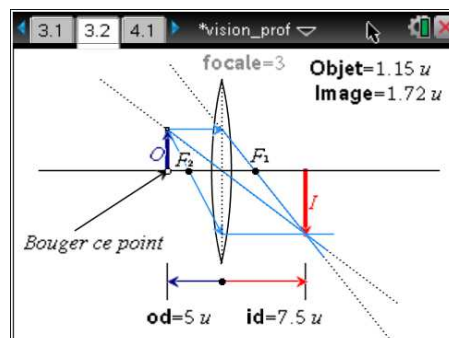 3.1 3.2 4.1 *vision_prof
focale=3
Objet=1.15 u
Image=1.72 u
O F₂ F₁
I
Bouger ce point
od=5 u id=7.5 u